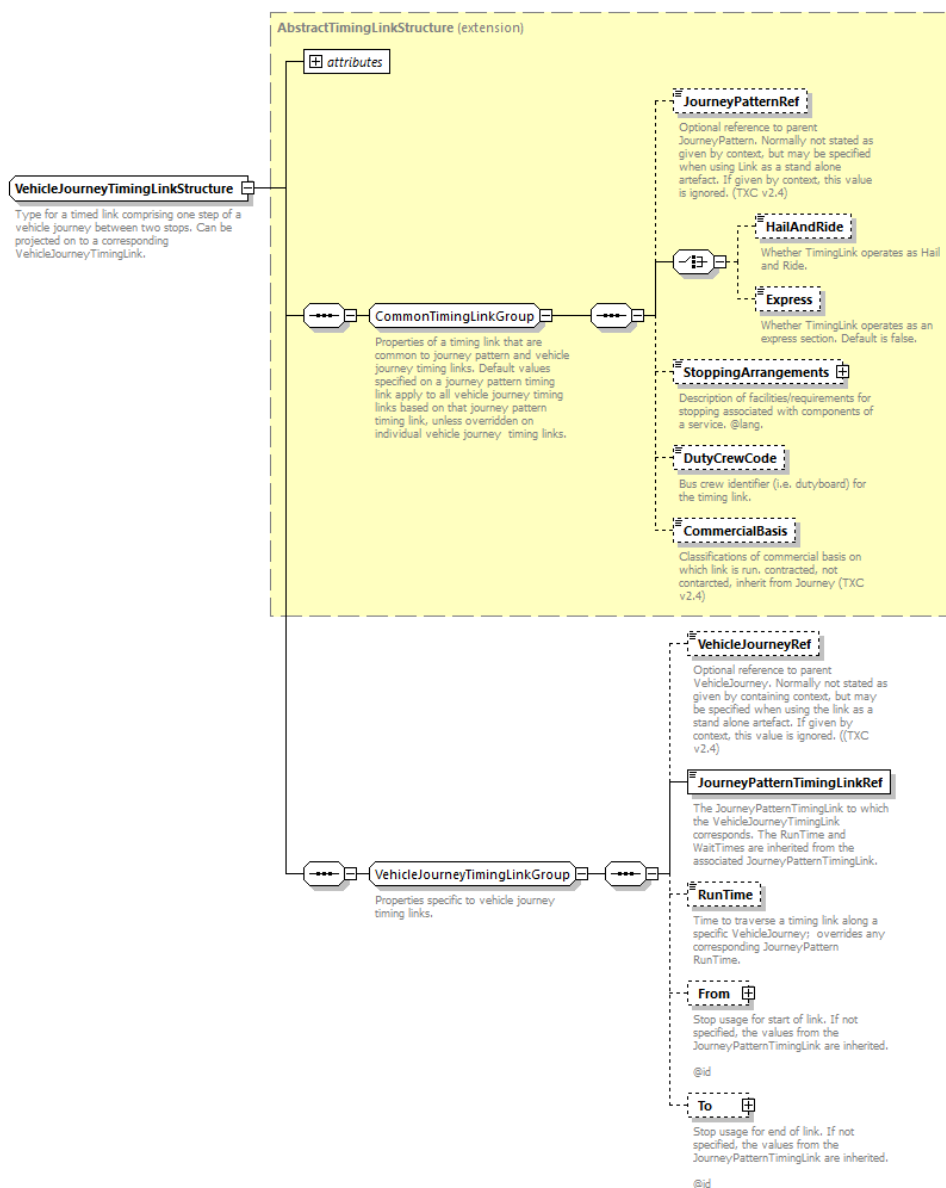 AbstractTimingLinkStructure (extension)
attributes
VehicleJourneyTimingLinkStructure
Type for a timed link comprising one step of a
vehicle journey between two stops. Can be
projected on to a corresponding
VehicleJourneyTimingLink.
CommonTimingLinkGroup
Properties of a timing link that are
common to journey pattern and vehicle
journey timing links. Default values
specified on a journey pattern timing
link apply to all vehicle journey timing
links based on that journey pattern
timing link, unless overridden on
individual vehicle journey  timing links.
JourneyPatternRef
Optional reference to parent
JourneyPattern. Normally not stated as
given by context, but may be specified
when using Link as a stand alone
artefact. If given by context, this value
is ignored. (TXC v2.4)
HailAndRide
Whether TimingLink operates as Hail
and Ride.
Express
Whether TimingLink operates as an
express section. Default is false.
StoppingArrangements
Description of facilities/requirements for
stopping associated with components of
a service. @lang.
DutyCrewCode
Bus crew identifier (i.e. dutyboard) for
the timing link.
CommercialBasis
Classifications of commercial basis on
which link is run. contracted, not
contarcted, inherit from Journey (TXC
v2.4)
VehicleJourneyTimingLinkGroup
Properties specific to vehicle journey
timing links.
VehicleJourneyRef
Optional reference to parent
VehicleJourney. Normally not stated as
given by containing context, but may
be specified when using the link as a
stand alone artefact. If given by
context, this value is ignored. ((TXC
v2.4)
JourneyPatternTimingLinkRef
The JourneyPatternTimingLink to which
the VehicleJourneyTimingLink
corresponds. The RunTime and
WaitTimes are inherited from the
associated JourneyPatternTimingLink.
RunTime
Time to traverse a timing link along a
specific VehicleJourney;  overrides any
corresponding JourneyPattern
RunTime.
From
Stop usage for start of link. If not
specified, the values from the
JourneyPatternTimingLink are inherited.
@id
To
Stop usage for end of link. If not
specified, the values from the
JourneyPatternTimingLink are inherited.
@id